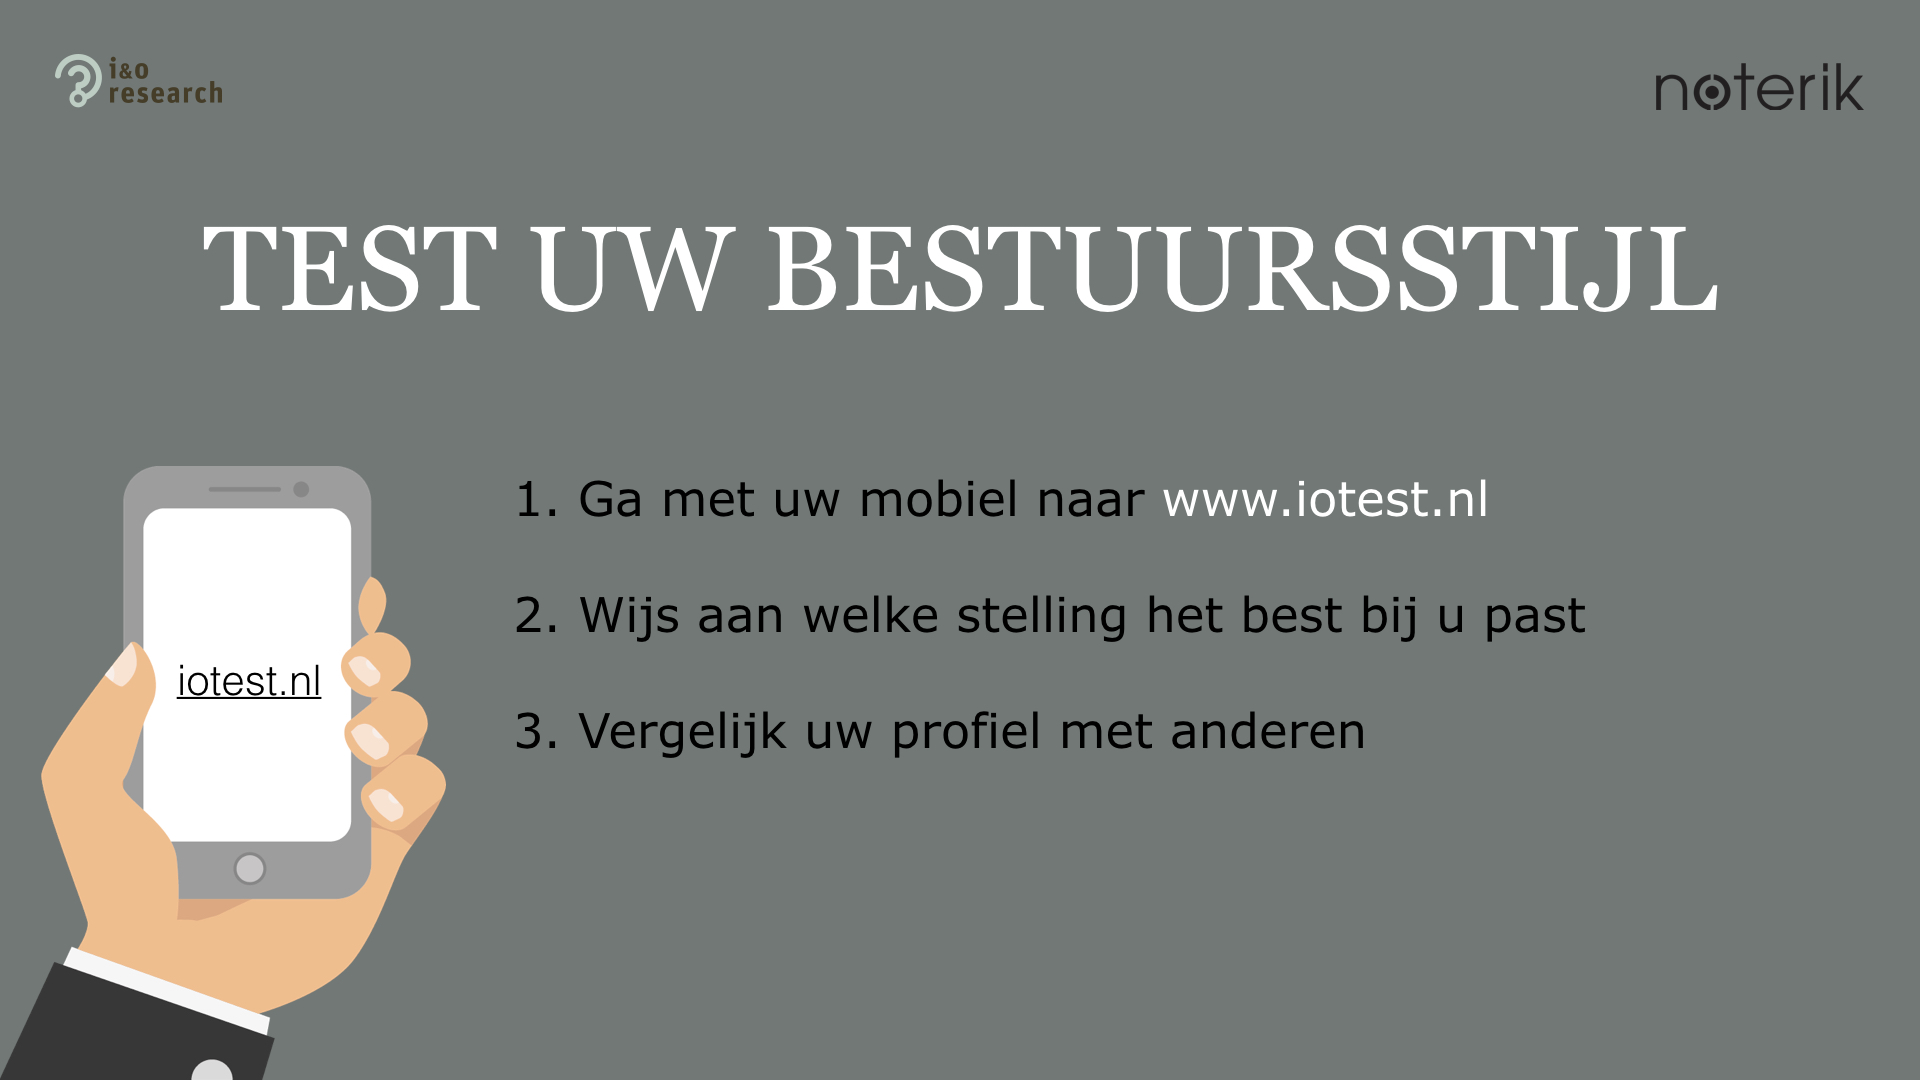 i&o
research
noterik
TEST UW BESTUURSSTIJL
1. Ga met uw mobiel naar www.iotest.nl
2. Wijs aan welke stelling het best bij u past
iotest.nl
3. Vergelijk uw profiel met anderen